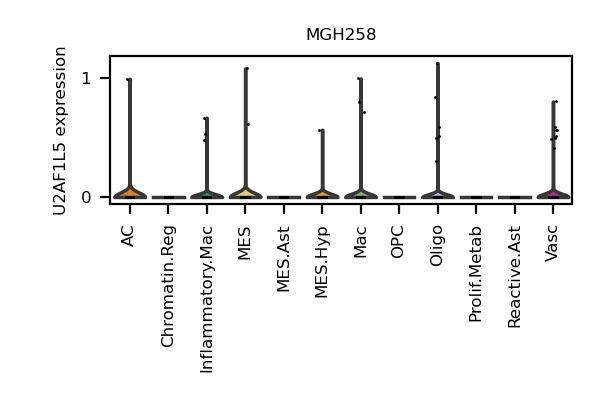 MGH258
U2AF1L5 expression
1
0
AC
Chromatin.Reg
Inflammatory.Mac
MES
MES.Ast
MES.Hyp
Mac
OPC
Oligo
Prolif.Metab
Reactive.Ast
Vasc